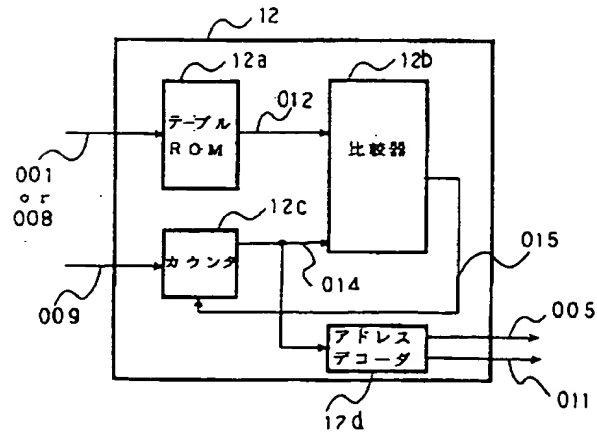 12
12a
12b
テーブル
ROM
012
比較器
001
or
008
12c
カウンタ
014
015
009
005
アドレス
デコーダ
011
12d